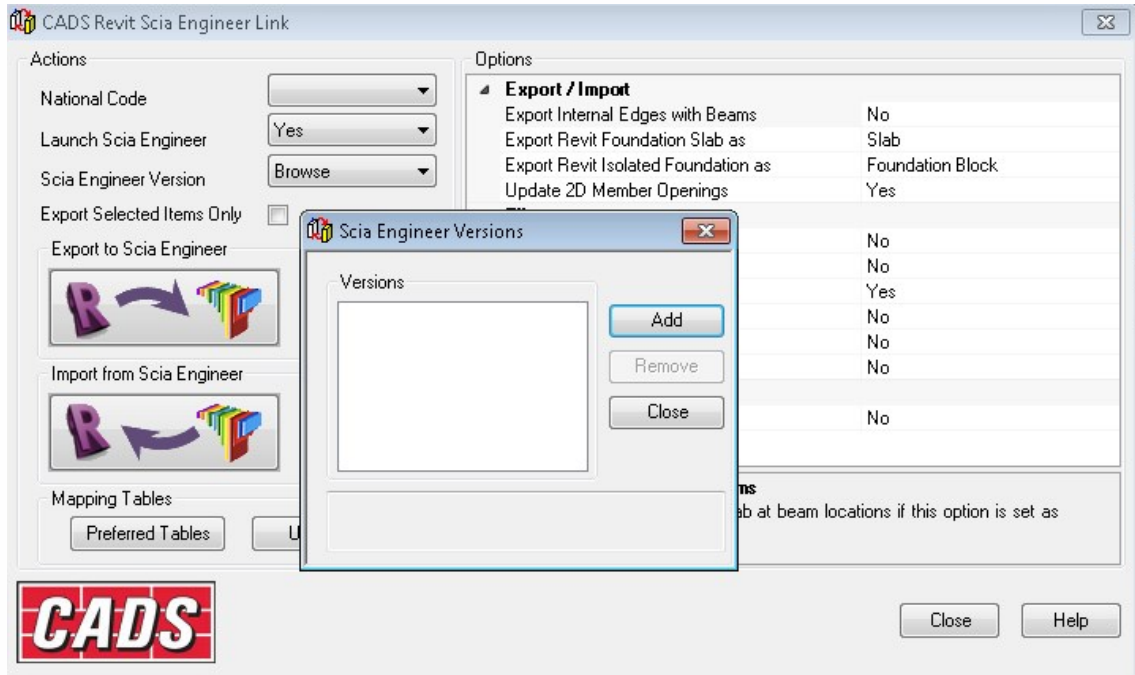 CADS Revit Scia Engineer Link
Actions
National Code
Launch Scia Engineer
Yes
Scia Engineer Version
Browse
Export Selected Items Only
Export to Scia Engineer
Import from Scia Engineer
Mapping Tables
Preferred Tables
Options
Export / Import
Export Internal Edges with Beams No
Export Revit Foundation Slab as Slab
Export Revit Isolated Foundation as Foundation Block
Update 2D Member Openings Yes
No
No
Yes
No
No
No
No
at beam locations if this option is set as
Scia Engineer Versions
Versions
Add
Remove
Close
CADS
Close
Help